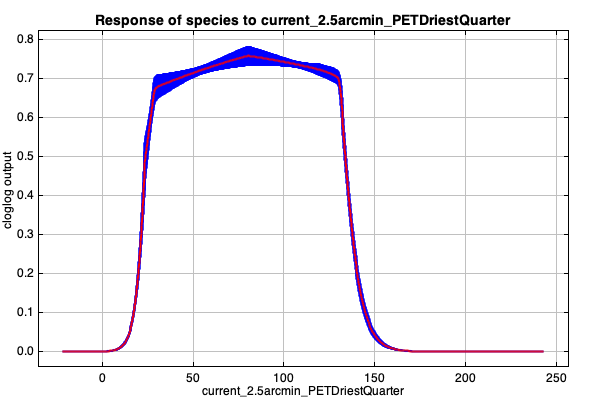 Response of species to current_2.5arcmin_PETDriestQuarter
0.8
0.7
0.6
0.5
0.4
0.3
0.2
0.1
0.0
cloglog output
0 50 100 150 200 250
current_2.5arcmin_PETDriestQuarter